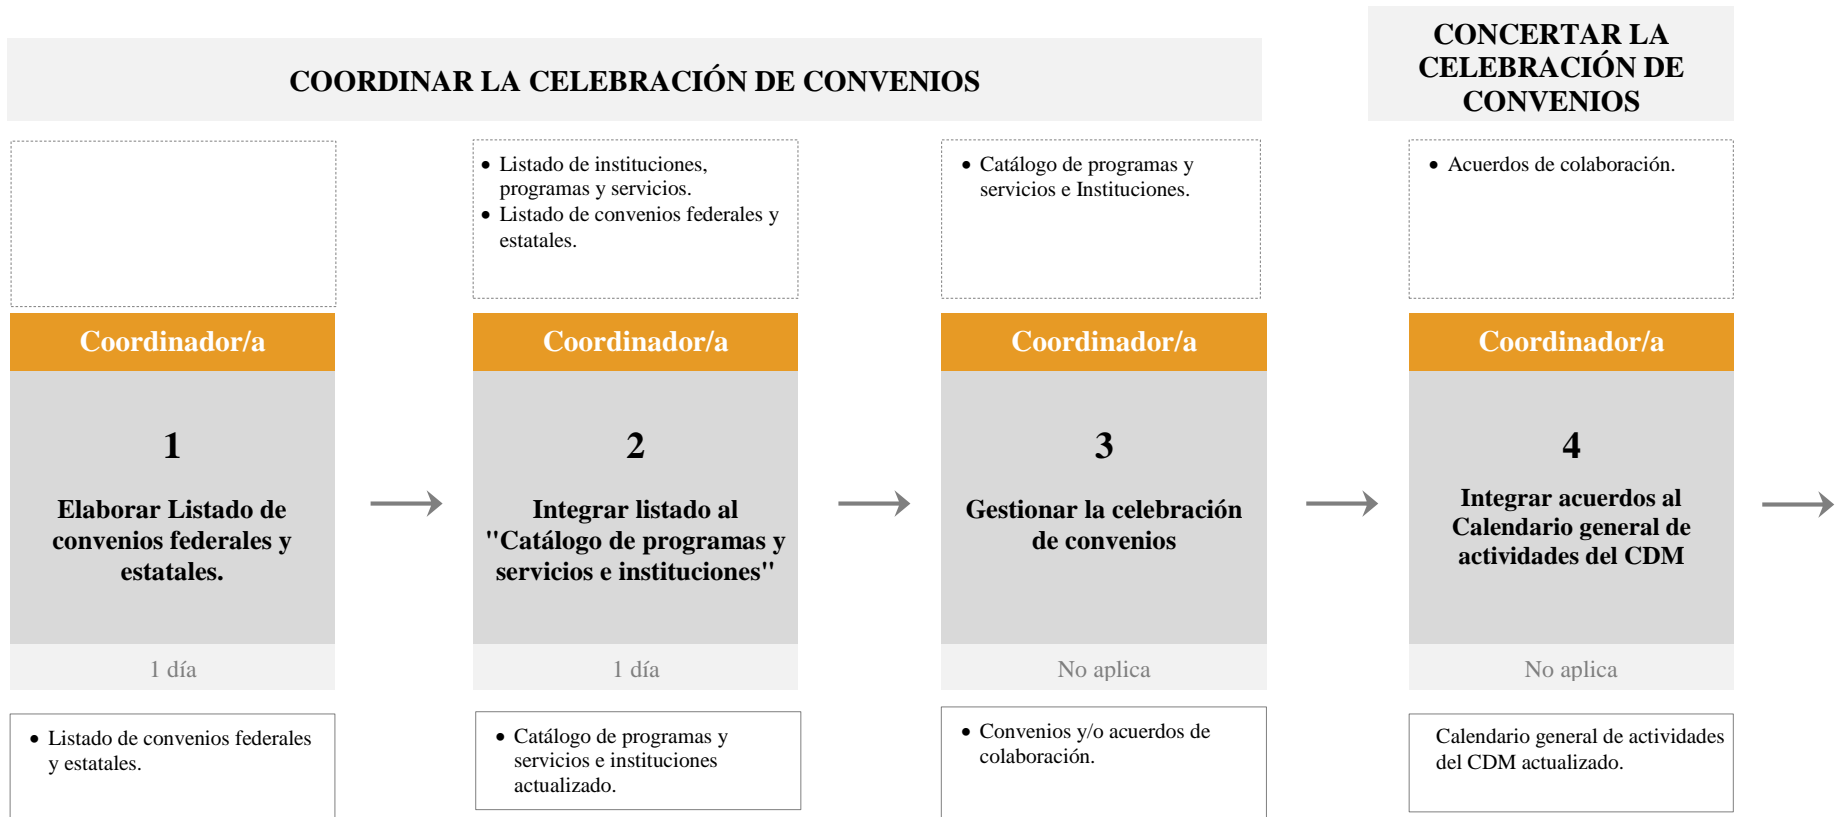 COORDINAR LA CELEBRACIÓN DE CONVENIOS
CONCERTAR LA
CELEBRACIÓN DE
CONVENIOS
• Listado de instituciones,
programas y servicios.
• Listado de convenios federales y
estatales.
• Catálogo de programas y
servicios e Instituciones.
• Acuerdos de colaboración.
Coordinador/a
1
Elaborar Listado de
convenios federales y
estatales.
1 día
• Listado de convenios federales
y estatales.
Coordinador/a
2
Integrar listado al
"Catálogo de programas y
servicios e instituciones"
1 día
• Catálogo de programas y
servicios e instituciones
actualizado.
Coordinador/a
3
Gestionar la celebración
de convenios
No aplica
• Convenios y/o acuerdos de
colaboración.
Coordinador/a
4
Integrar acuerdos al
Calendario general de
actividades del CDM
No aplica
Calendario general de actividades
del CDM actualizado.